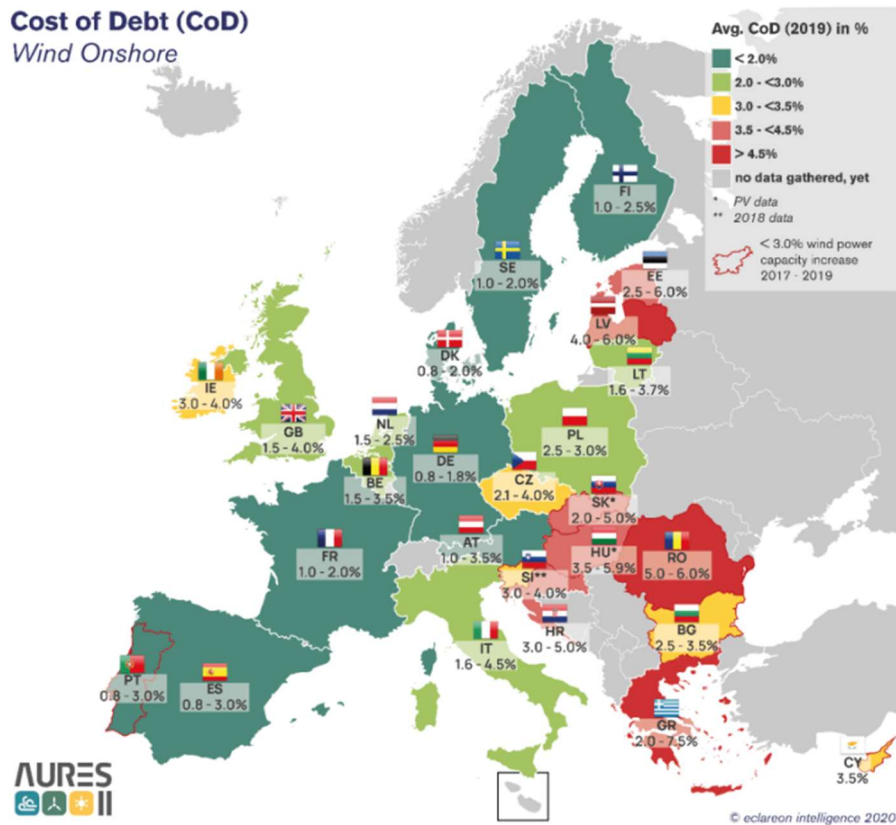 Cost of Debt (CoD)
Wind Onshore
Avg. CoD (2019) in %
< 2.0%
2.0 - <3.0%
3.0 - <3.5%
3.5 - <4.5%
> 4.5%
no data gathered, yet
* PV data
** 2018 data
< 3.0% wind power
capacity increase
2017 - 2019
FI
1.0 - 2.5%
SE
1.0 - 2.0%
EE
2.5 - 6.0%
LV
4.0 - 6.0%
LT
1.6 - 3.7%
DK
0.8 - 2.0%
IE
3.0 - 4.0%
GB
1.5 - 4.0%
NL
1.5 - 2.5%
BE
1.5 - 3.5%
DE
0.8 - 1.8%
PL
2.5 - 3.0%
CZ
2.1 - 4.0%
SK*
2.0 - 5.0%
AT
1.0 - 3.5%
HU*
3.5 - 5.9%
RO
5.0 - 6.0%
FR
1.0 - 2.0%
SI**
3.0 - 4.0%
HR
3.0 - 5.0%
BG
2.5 - 3.5%
IT
1.6 - 4.5%
PT
0.8 - 3.0%
ES
0.8 - 3.0%
GR
2.0 - 7.5%
CY
3.5%
AURES
II
© eclareon intelligence 2020